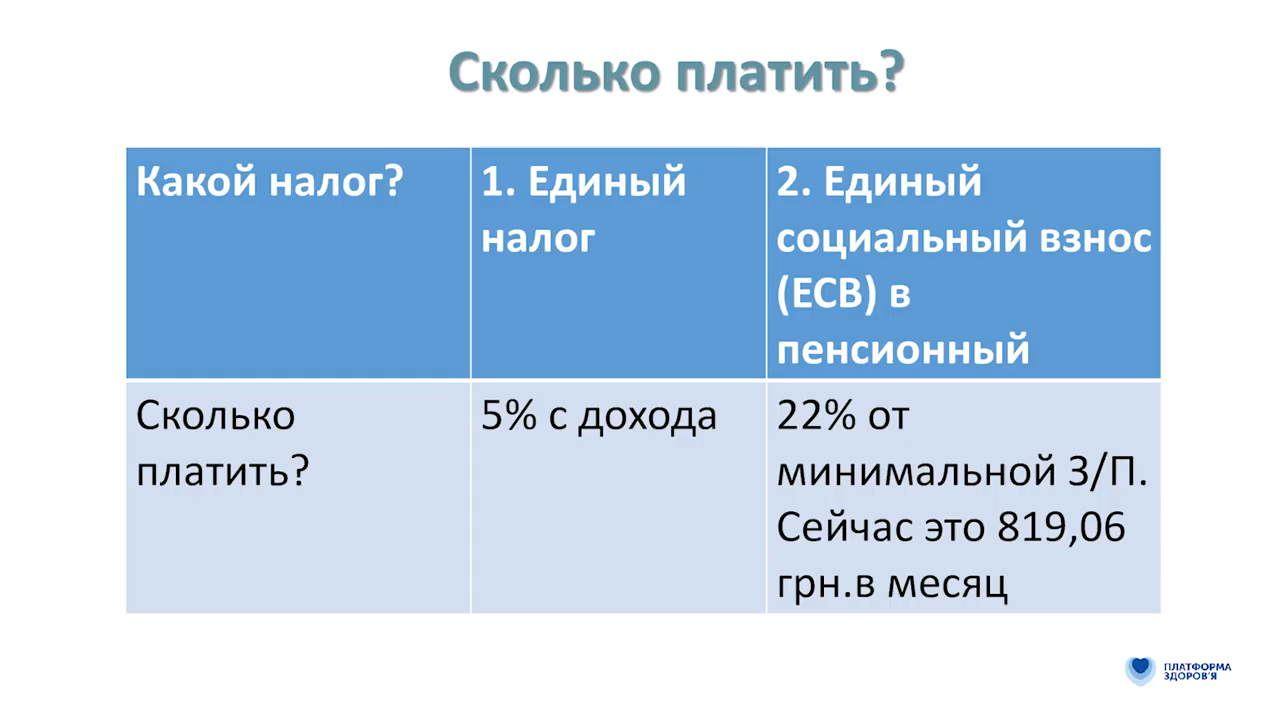 Сколько платить?
Какой налог?
1. Единый
налог
2. Единый
социальный взнос
(ЕСВ) в
пенсионный
Сколько
платить?
5% с дохода
22% от
минимальной З/П.
Сейчас это 819,06
грн.в месяц
ПЛАТФОРМА
ЗДОРОВ'Я